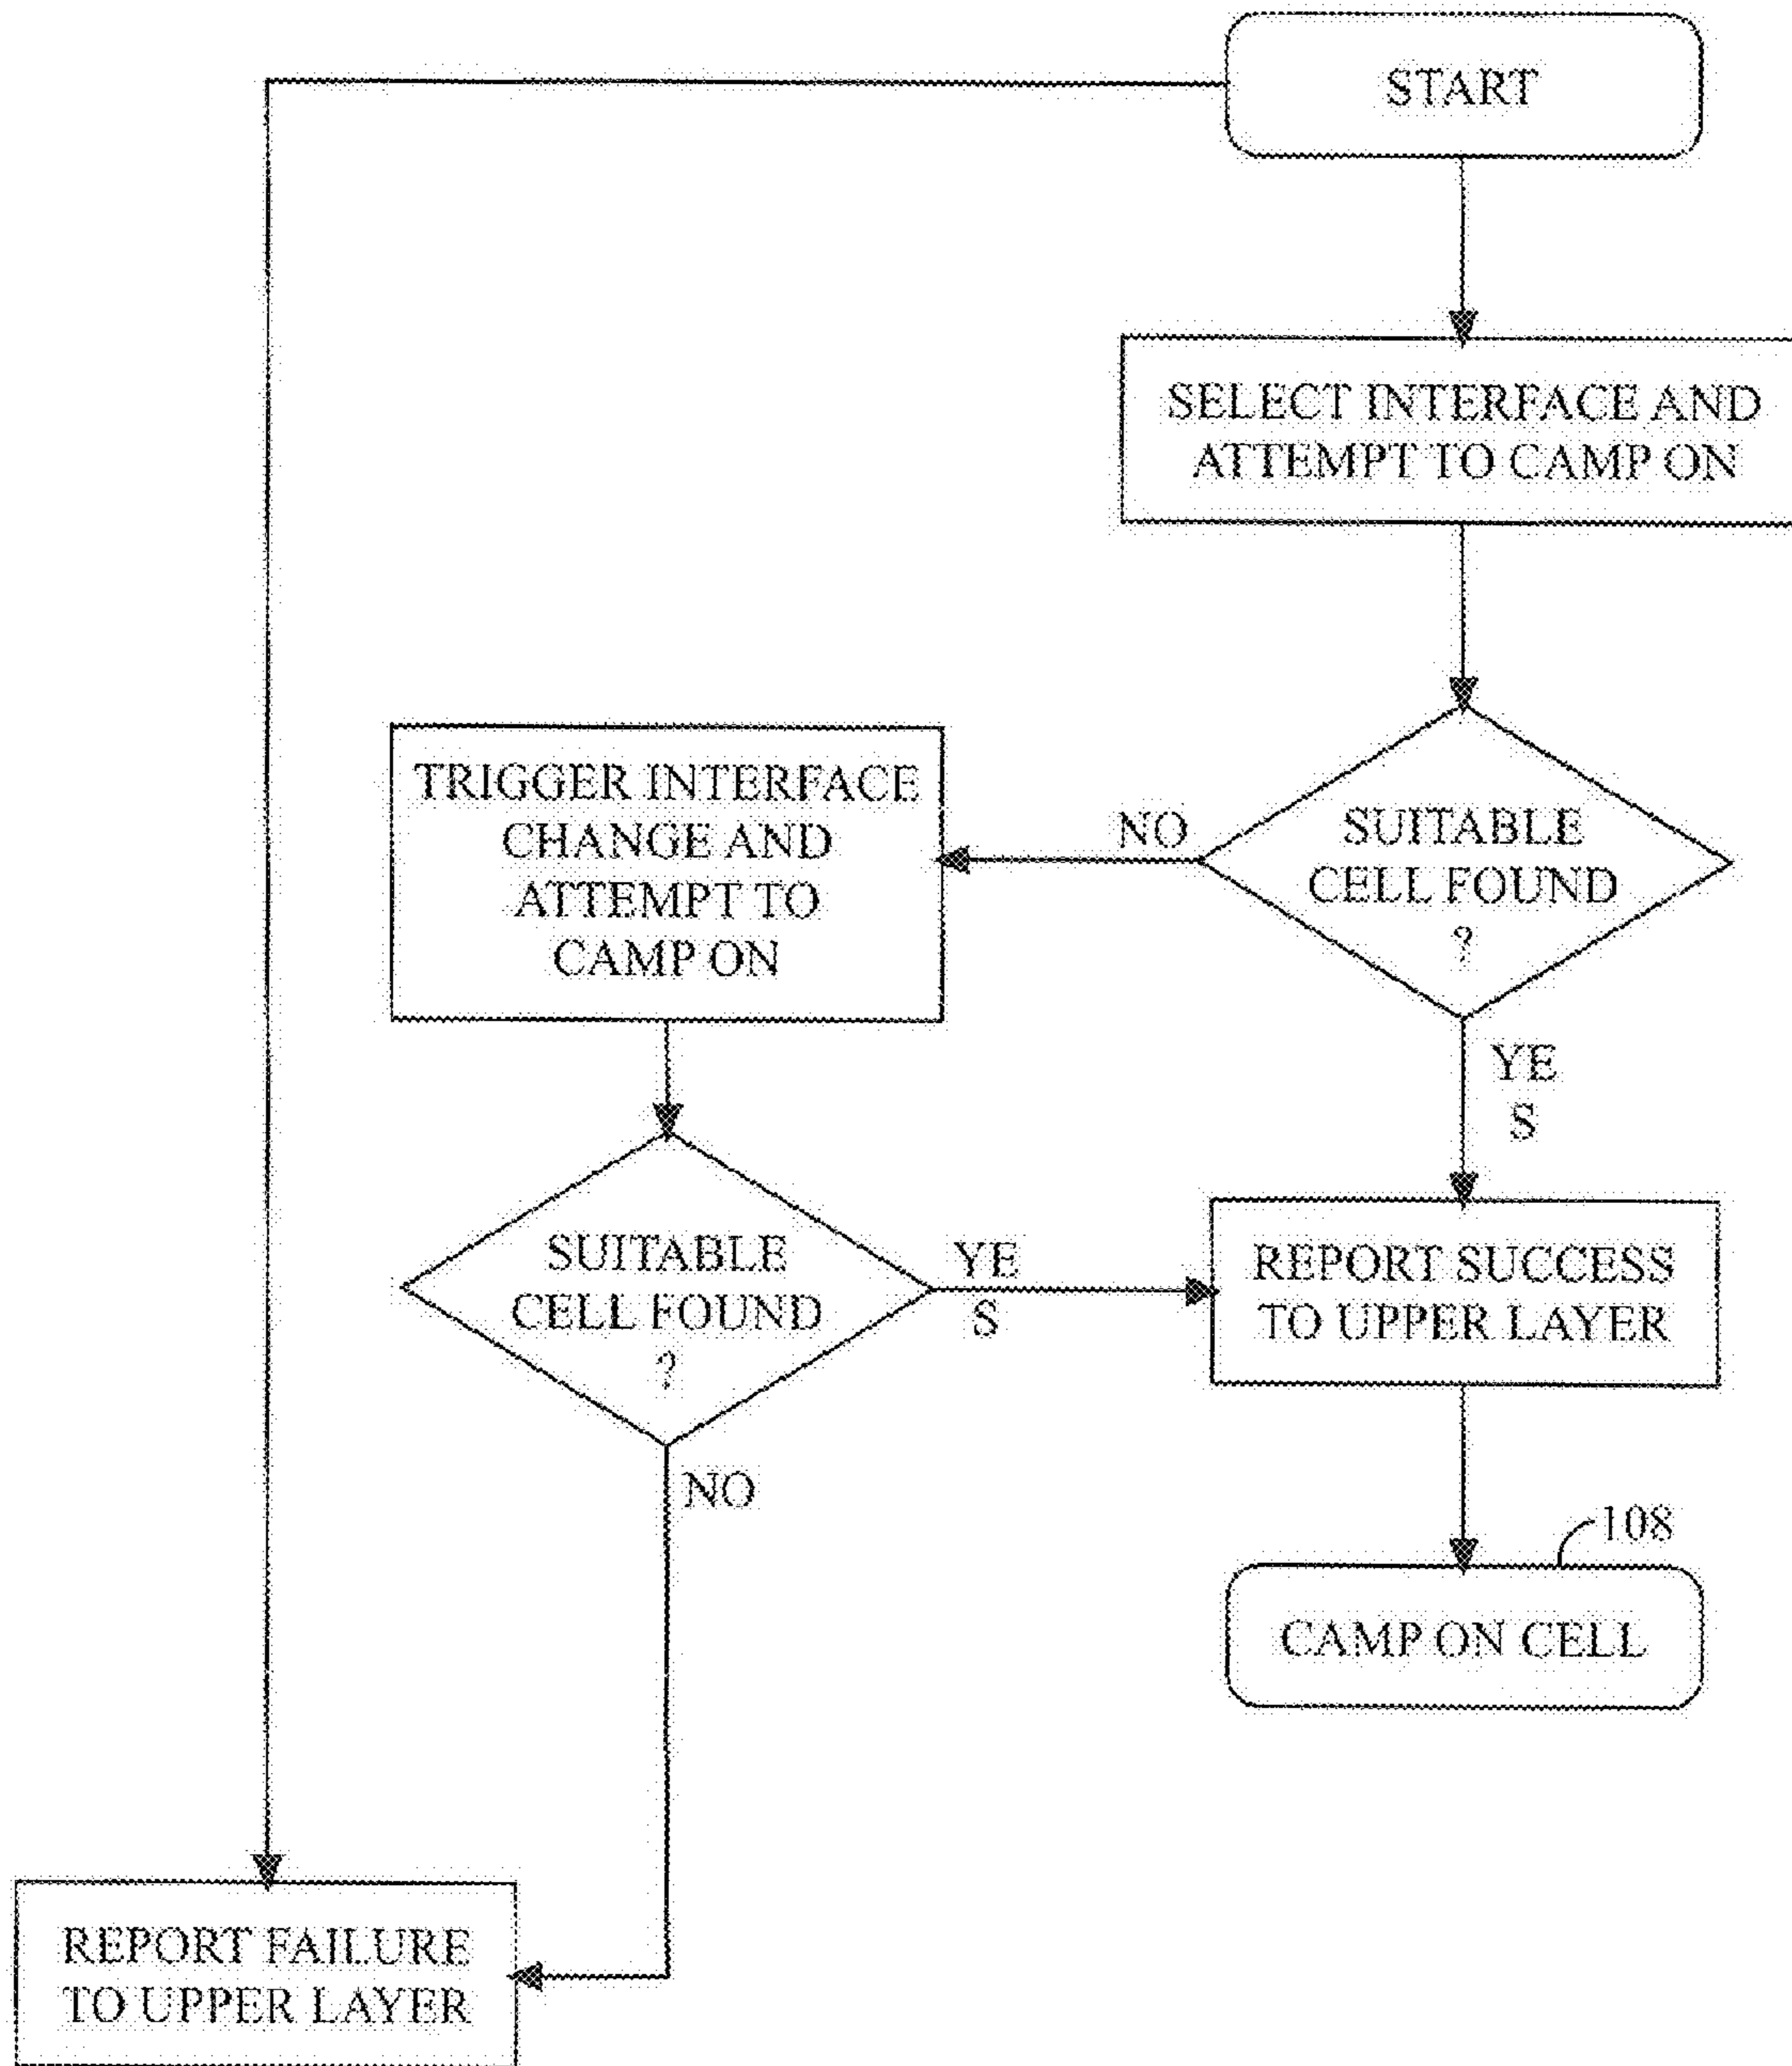 START
SELECT INTERFACE AND
ATTEMPT TO CAMP ON
SUITABLE
CELL FOUND
?
NO
YE
S
TRIGGER INTERFACE
CHANGE AND
ATTEMPT TO
CAMP ON
SUITABLE
CELL FOUND
?
YE
S
NO
REPORT SUCCESS
TO UPPER LAYER
108
CAMP ON CELL
REPORT FAILURE
TO UPPER LAYER